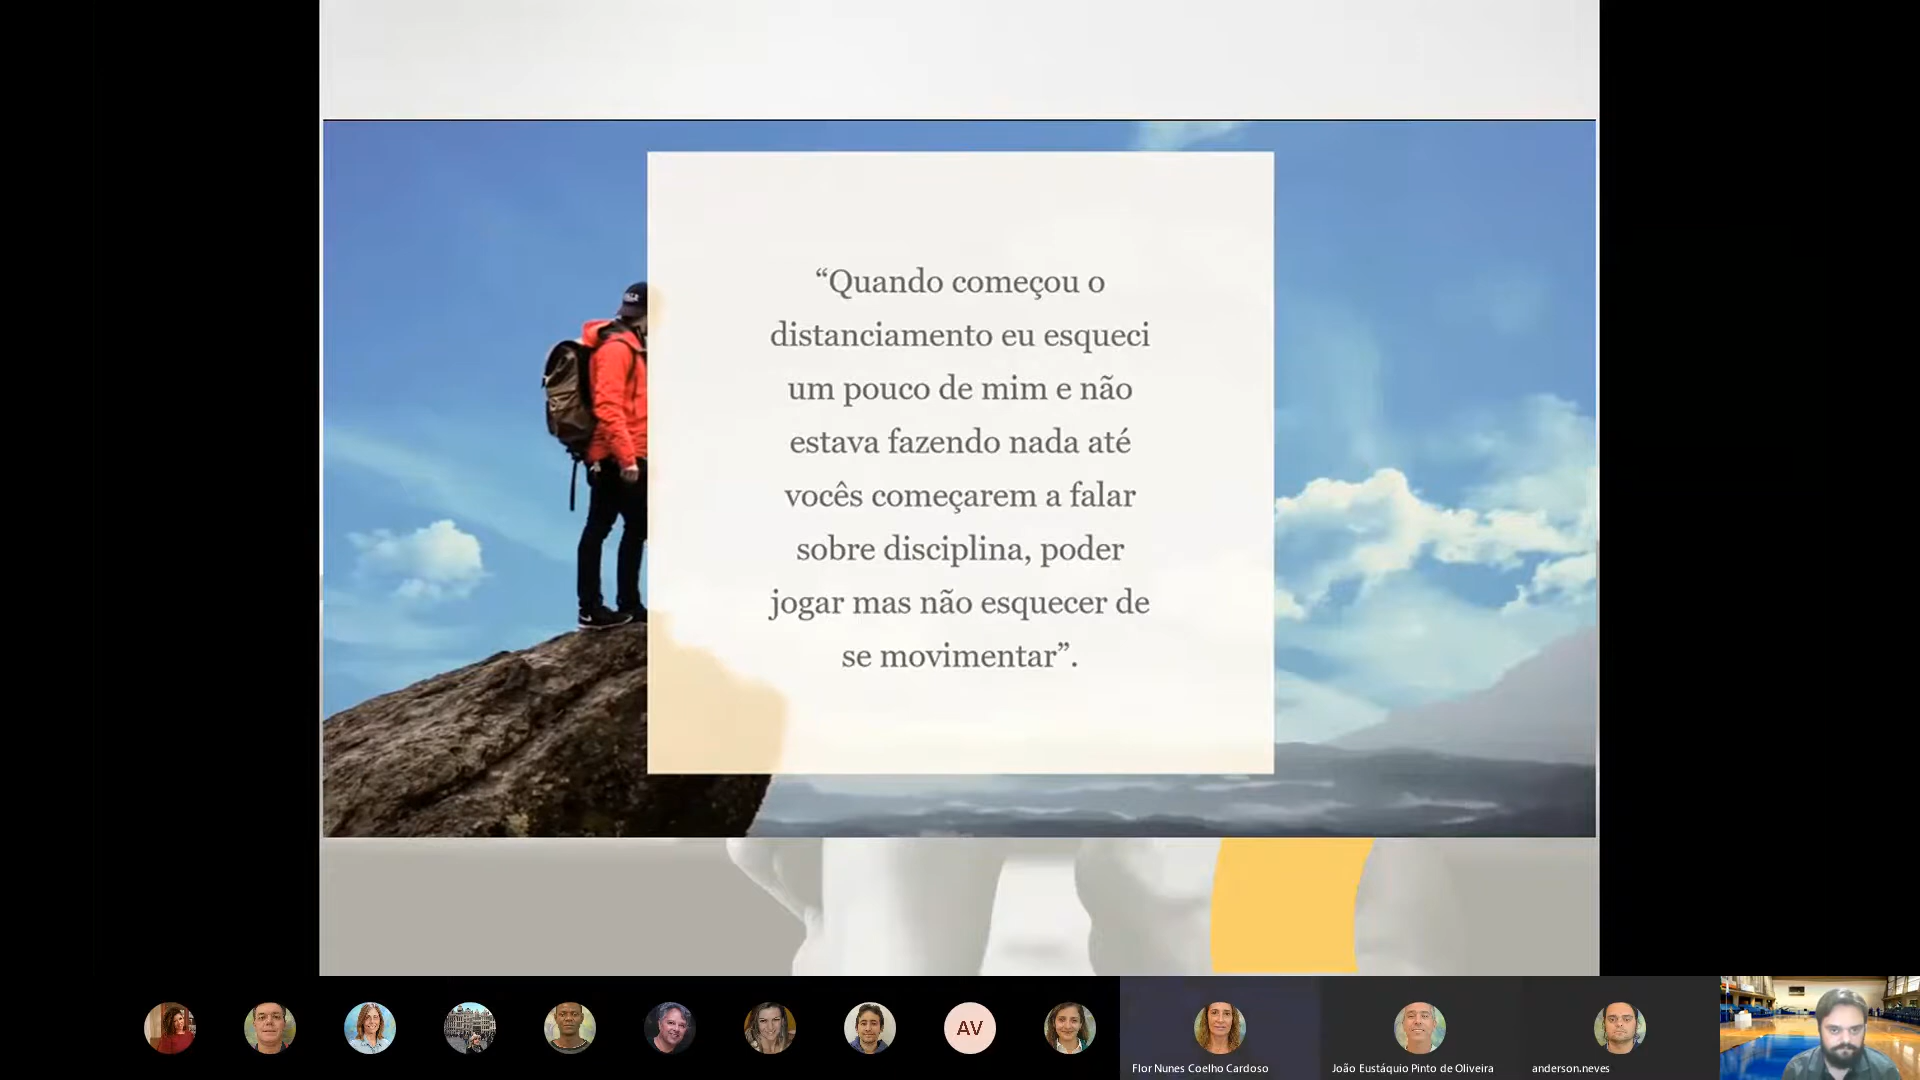 “Quando começou o
distanciamento eu esqueci
um pouco de mim e não
estava fazendo nada até
vocês começarem a falar
sobre disciplina, poder
jogar mas não esquecer de
se movimentar”.
AV
Flor Nunes Coelho Cardoso
João Eustáquio Pinto de Oliveira
anderson.neves